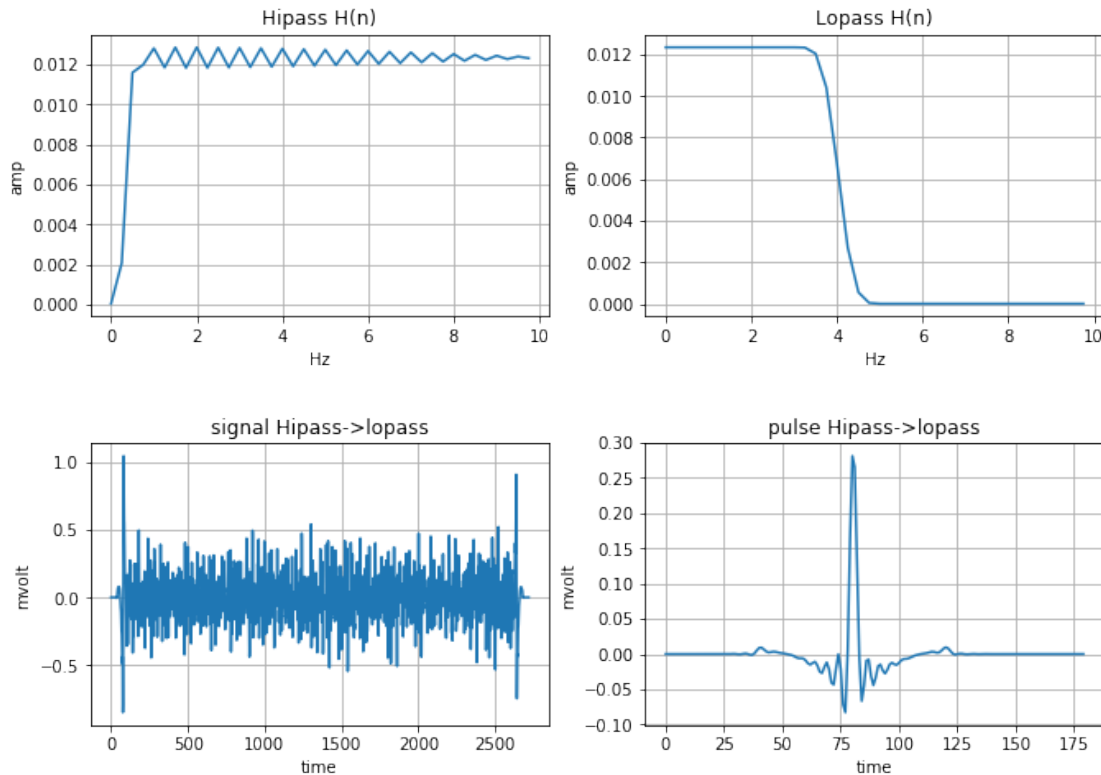 Hipass H(n)
0.012
0.010
0.008
0.006
0.004
0.002
0.000
amp
0 2 4 6 8 10
Hz
Lopass H(n)
0.012
0.010
0.008
0.006
0.004
0.002
0.000
amp
0 2 4 6 8 10
Hz
signal Hipass->lopass
1.0
0.5
0.0
−0.5
mvolt
0 500 1000 1500 2000 2500
time
pulse Hipass->lopass
0.30
0.25
0.20
0.15
0.10
0.05
0.00
−0.05
−0.10
mvolt
0 25 50 75 100 125 150 175
time